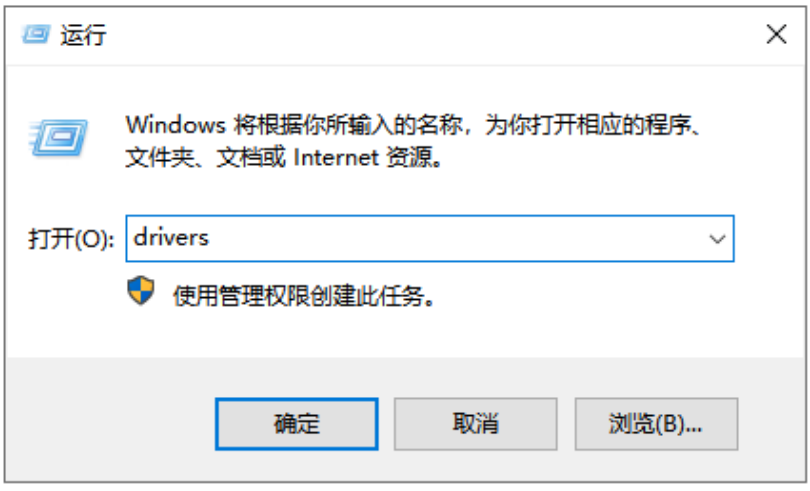 运行
Windows 将根据你所输入的名称，为你打开相应的程序、
文件夹、文档或 Internet 资源。
打开(O): drivers
使用管理权限创建此任务。
确定 取消 浏览(B)...